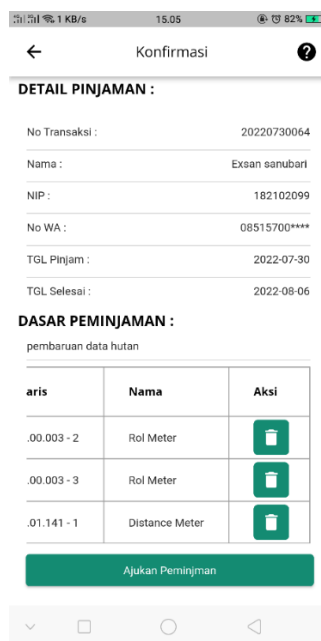 1 KB/s 15.05 82%
Konfirmasi
DETAIL PINJAMAN :
No Transaksi : 20220730064
Nama : Exsan sanubari
NIP : 182102099
No WA : 08515700****
TGL Pinjam : 2022-07-30
TGL Selesai : 2022-08-06
DASAR PEMINJAMAN :
pembaruan data hutan
aris Nama Aksi
.00.003 - 2 Rol Meter
.00.003 - 3 Rol Meter
.01.141 - 1 Distance Meter
Ajukan Peminjman